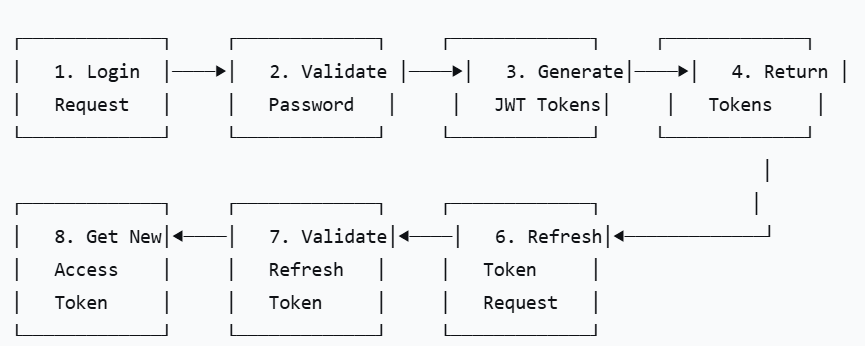 1. Login
Request
2. Validate
Password
3. Generate
JWT Tokens
4. Return
Tokens
8. Get New
Access
Token
7. Validate
Refresh
Token
6. Refresh
Token
Request